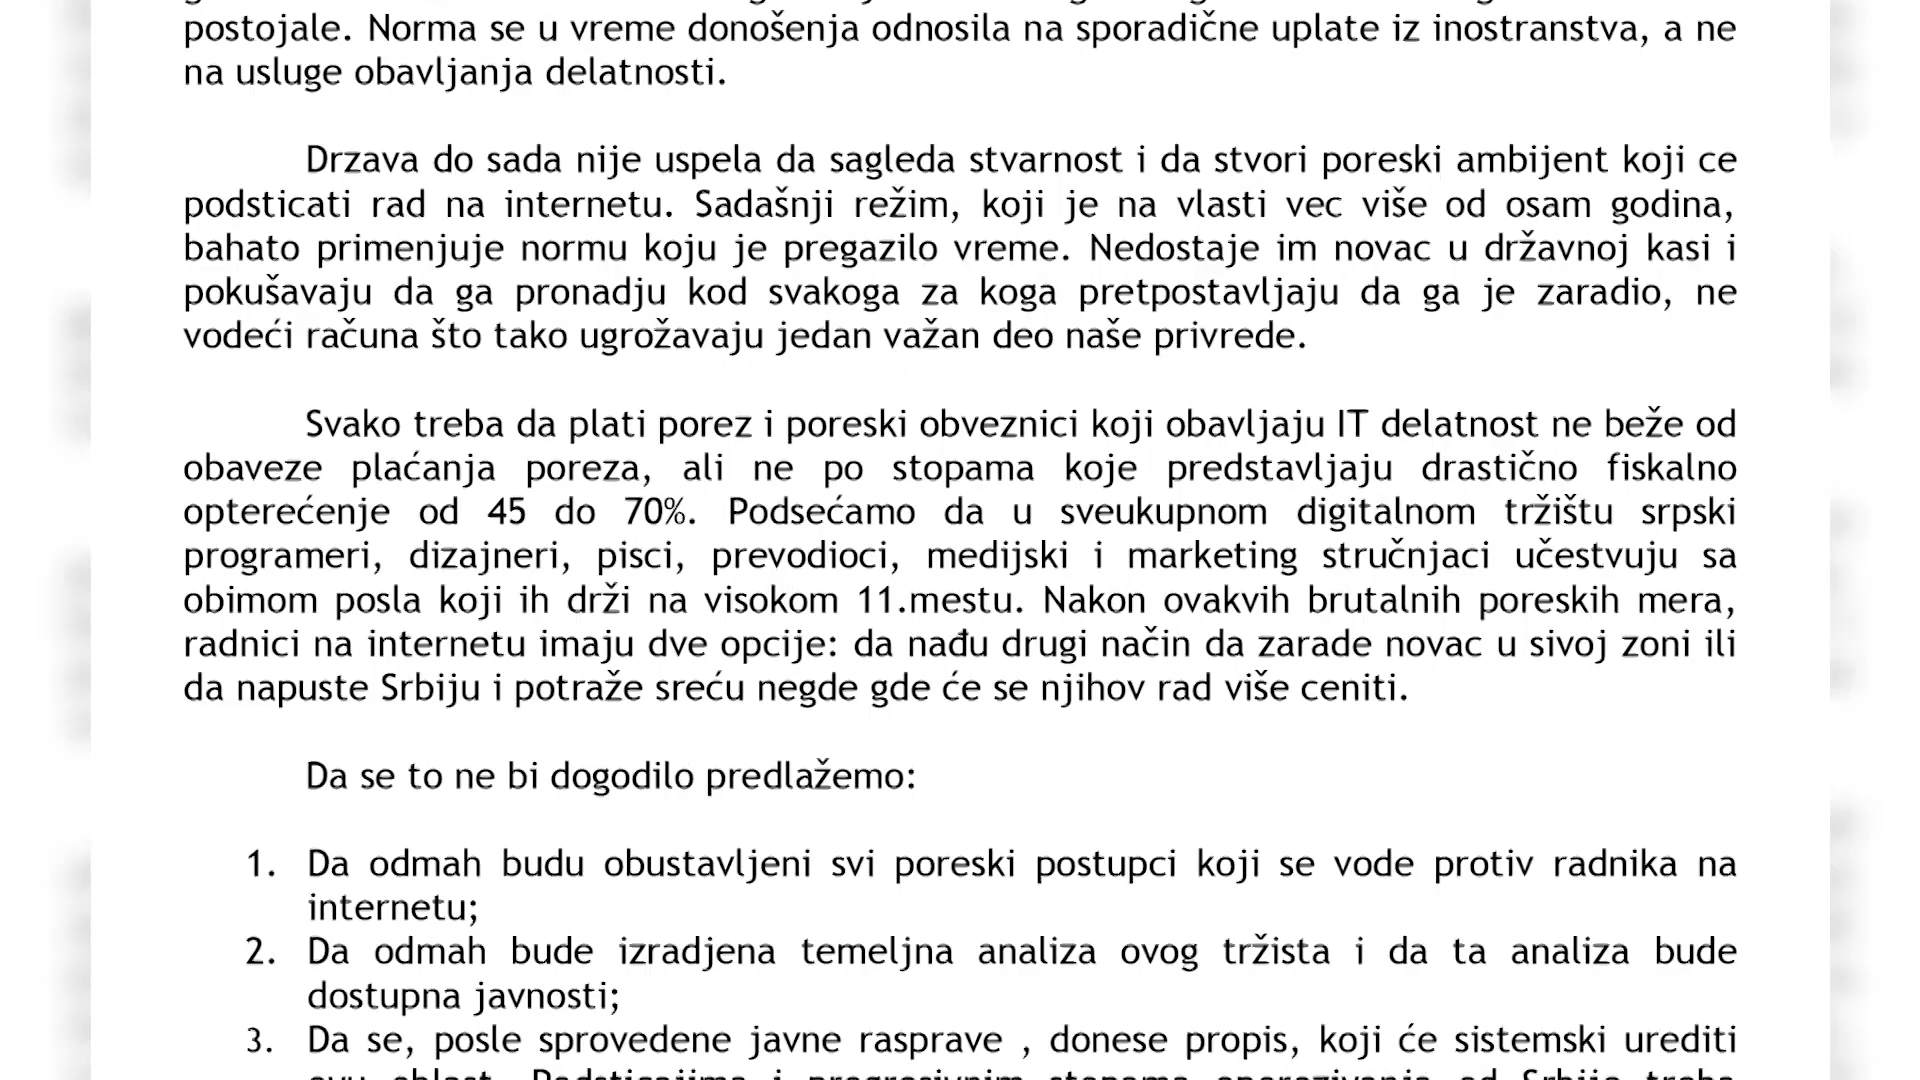 postojale. Norma se u vreme donošenja odnosila na sporadične uplate iz inostranstva, a ne
na usluge obavljanja delatnosti.
Drzava do sada nije uspela da sagleda stvarnost i da stvori poreski ambijent koji ce
podsticati rad na internetu. Sadašnji režim, koji je na vlasti vec više od osam godina,
bahato primenjuje normu koju je pregazilo vreme. Nedostaje im novac u državnoj kasi i
pokušavaju da ga pronadju kod svakoga za koga pretpostavljaju da ga je zaradio, ne
vodeći računa što tako ugrožavaju jedan važan deo naše privrede.
Svako treba da plati porez i poreski obveznici koji obavljaju IT delatnost ne beže od
obaveze plaćanja poreza, ali ne po stopama koje predstavljaju drastično fiskalno
opterećenje od 45 do 70%. Podsećamo da u sveukupnom digitalnom tržištu srpski
programeri, dizajneri, pisci, prevodioci, medijski i marketing stručnjaci učestvuju sa
obimom posla koji ih drži na visokom 11.mestu. Nakon ovakvih brutalnih poreskih mera,
radnici na internetu imaju dve opcije: da nađu drugi način da zarade novac u sivoj zoni ili
da napuste Srbiju i potraže sreću negde gde će se njihov rad više ceniti.
Da se to ne bi dogodilo predlažemo:
1. Da odmah budu obustavljeni svi poreski postupci koji se vode protiv radnika na
internetu;
2. Da odmah bude izradjena temeljna analiza ovog tržista i da ta analiza bude
dostupna javnosti;
3. Da se, posle sprovedene javne rasprave , donese propis, koji će sistemski urediti